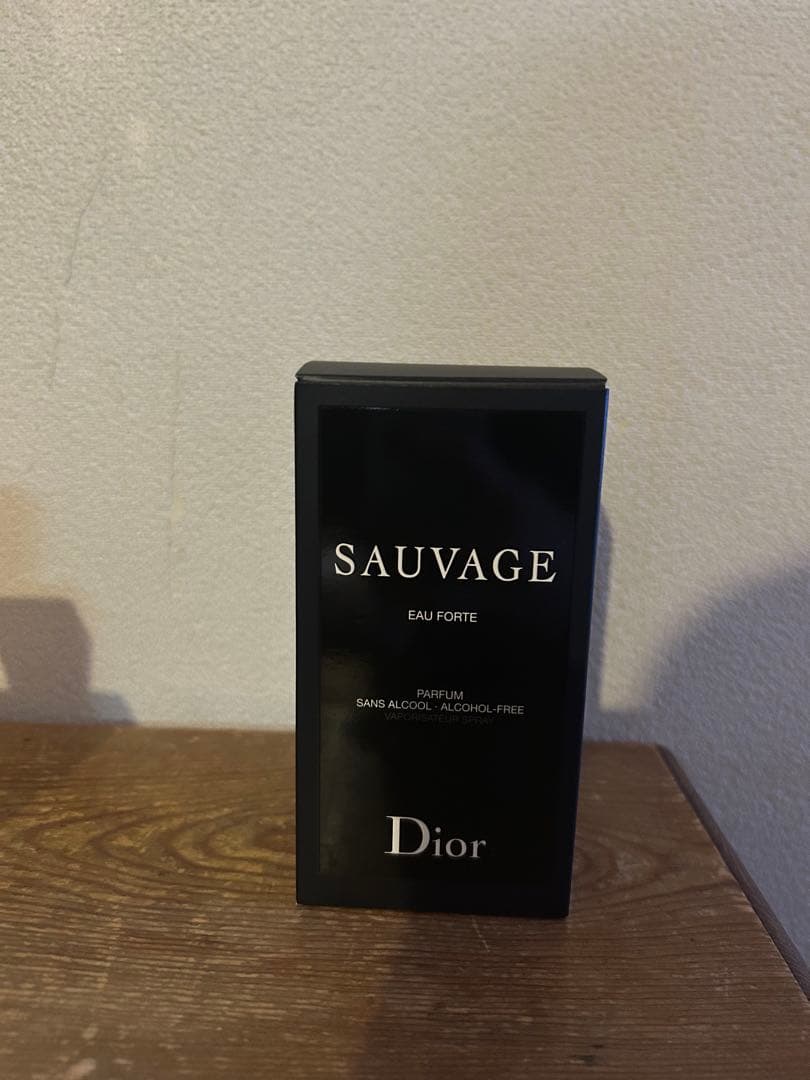 SAUVAGE
EAU FORTE
PARFUM
SANS ALCOOL - ALCOHOL-FREE
VAPORISATEUR SPRAY
Dior